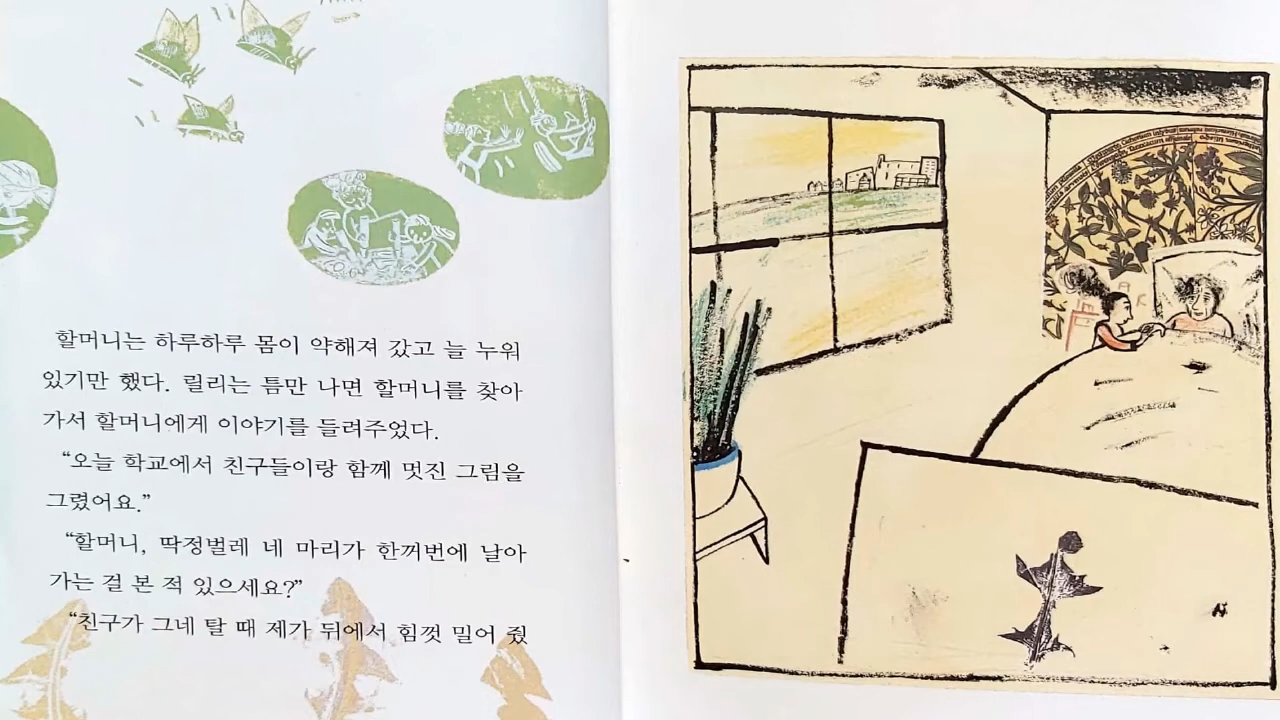 할머니는 하루하루 몸이 약해져 갔고 늘 누워
있기만 했다. 릴리는 틈만 나면 할머니를 찾아
가서 할머니에게 이야기를 들려주었다.
“오늘 학교에서 친구들이랑 함께 멋진 그림을
그렸어요.”
“할머니, 딱정벌레 네 마리가 한꺼번에 날아
가는 걸 본 적 있으세요?”
“친구가 그네 탈 때 제가 뒤에서 힘껏 밀어 줬